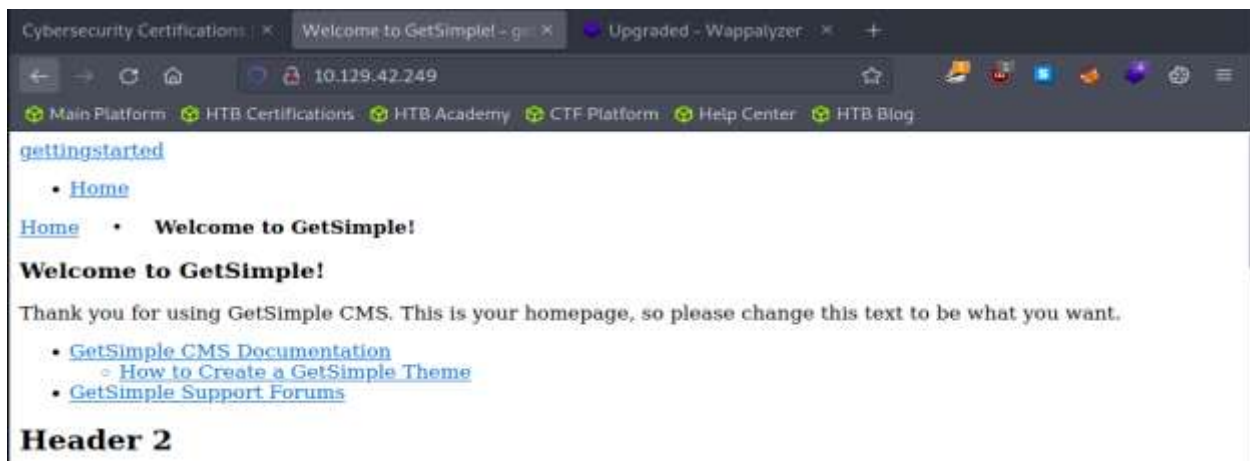 Cybersecurity Certifications Welcome to GetSimple! - Upgraded - Wappalyzer
10.129.42.249
Main Platform HTB Certifications HTB Academy CTF Platform Help Center HTB Blog
gettingstarted
• Home
Home • Welcome to GetSimple!
Welcome to GetSimple!
Thank you for using GetSimple CMS. This is your homepage, so please change this text to be what you want.
• GetSimple CMS Documentation
◦ How to Create a GetSimple Theme
• GetSimple Support Forums
Header 2